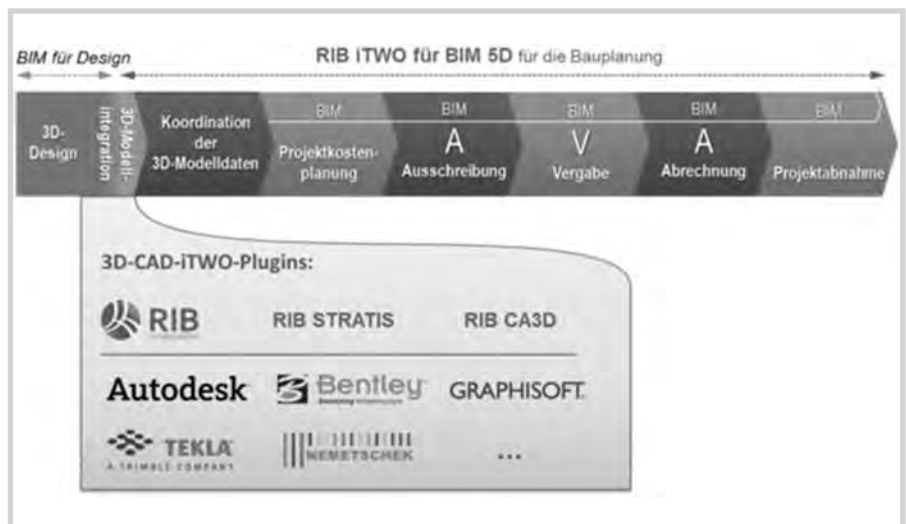 BIM für Design
RIB iTWO für BIM 5D für die Bauplanung
3D-
Design
3D-Modell-
integration
Koordination
der
3D-Modelldaten
BIM
Projektkosten-
planung
BIM
A
Ausschreibung
BIM
V
Vergabe
BIM
A
Abrechnung
BIM
Projektabnahme
3D-CAD-iTWO-Plugins:
RIB
RIB STRATIS
RIB CA3D
Autodesk
Bentley
GRAPHISOFT.
TEKLA
A TRIMBLE COMPANY
NEMETSCHEK
...